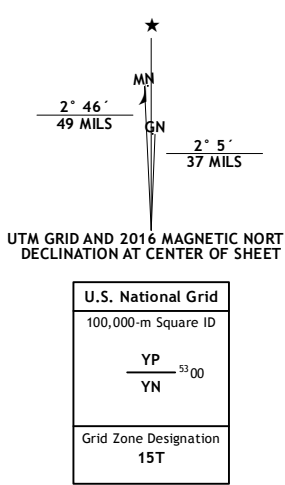 ★
MN
2° 46´
49 MILS
GN
2° 5´
37 MILS
UTM GRID AND 2016 MAGNETIC NORT
DECLINATION AT CENTER OF SHEET
U.S. National Grid
100,000-m Square ID
YP
5300
YN
Grid Zone Designation
15T